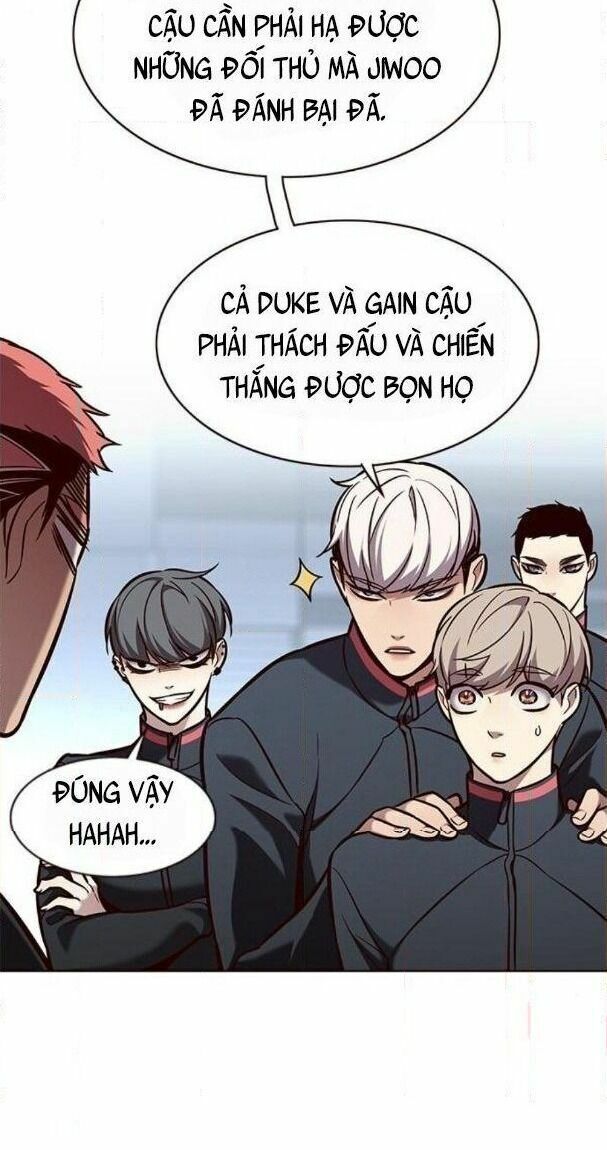 CẬU CẦN PHẢI HẠ ĐƯỢC
NHỮNG ĐỐI THỦ MÀ JIWOO
ĐÃ ĐÁNH BẠI ĐÃ.
CẢ DUKE VÀ GAIN CẬU
PHẢI THÁCH ĐẤU VÀ CHIẾN
THẮNG ĐƯỢC BỌN HỌ
ĐÚNG VẬY
HAHAH...